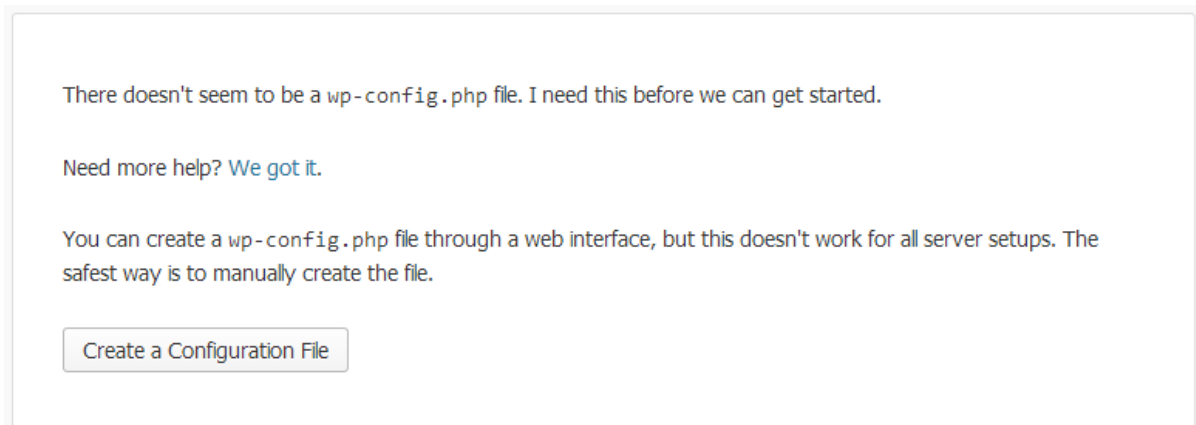 There doesn't seem to be a wp-config.php file. I need this before we can get started.
Need more help? We got it.
You can create a wp-config.php file through a web interface, but this doesn't work for all server setups. The
safest way is to manually create the file.
Create a Configuration File